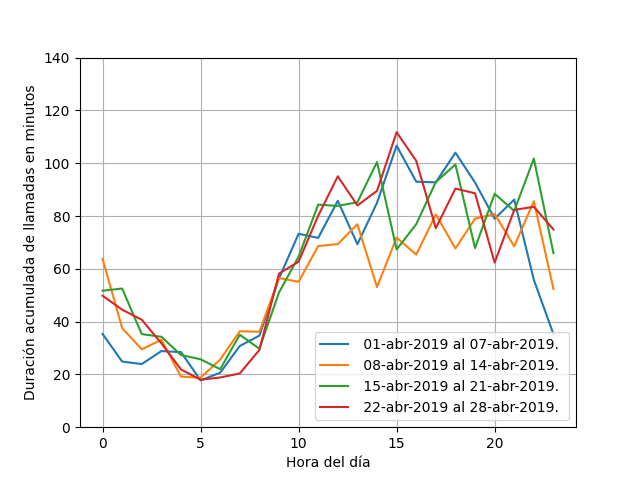 140
120
100
80
60
40
20
0
Duración acumulada de llamadas en minutos
01-abr-2019 al 07-abr-2019.
08-abr-2019 al 14-abr-2019.
15-abr-2019 al 21-abr-2019.
22-abr-2019 al 28-abr-2019.
0 5 10 15 20
Hora del día